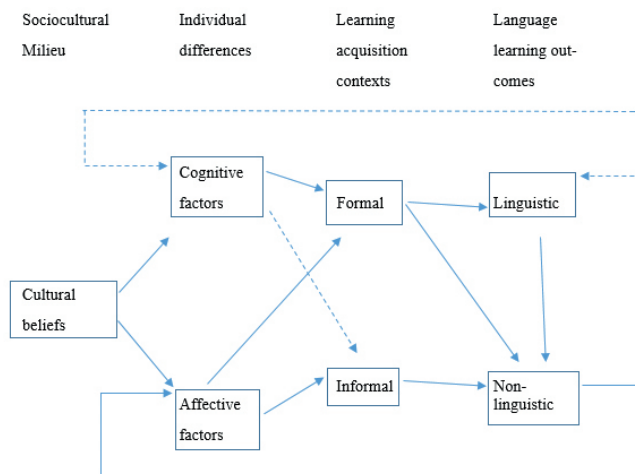 Sociocultural
Milieu
Individual
differences
Learning
acquisition
contexts
Language
learning out-
comes
Cognitive
factors
Formal
Linguistic
Cultural
beliefs
Affective
factors
Informal
Non-
linguistic